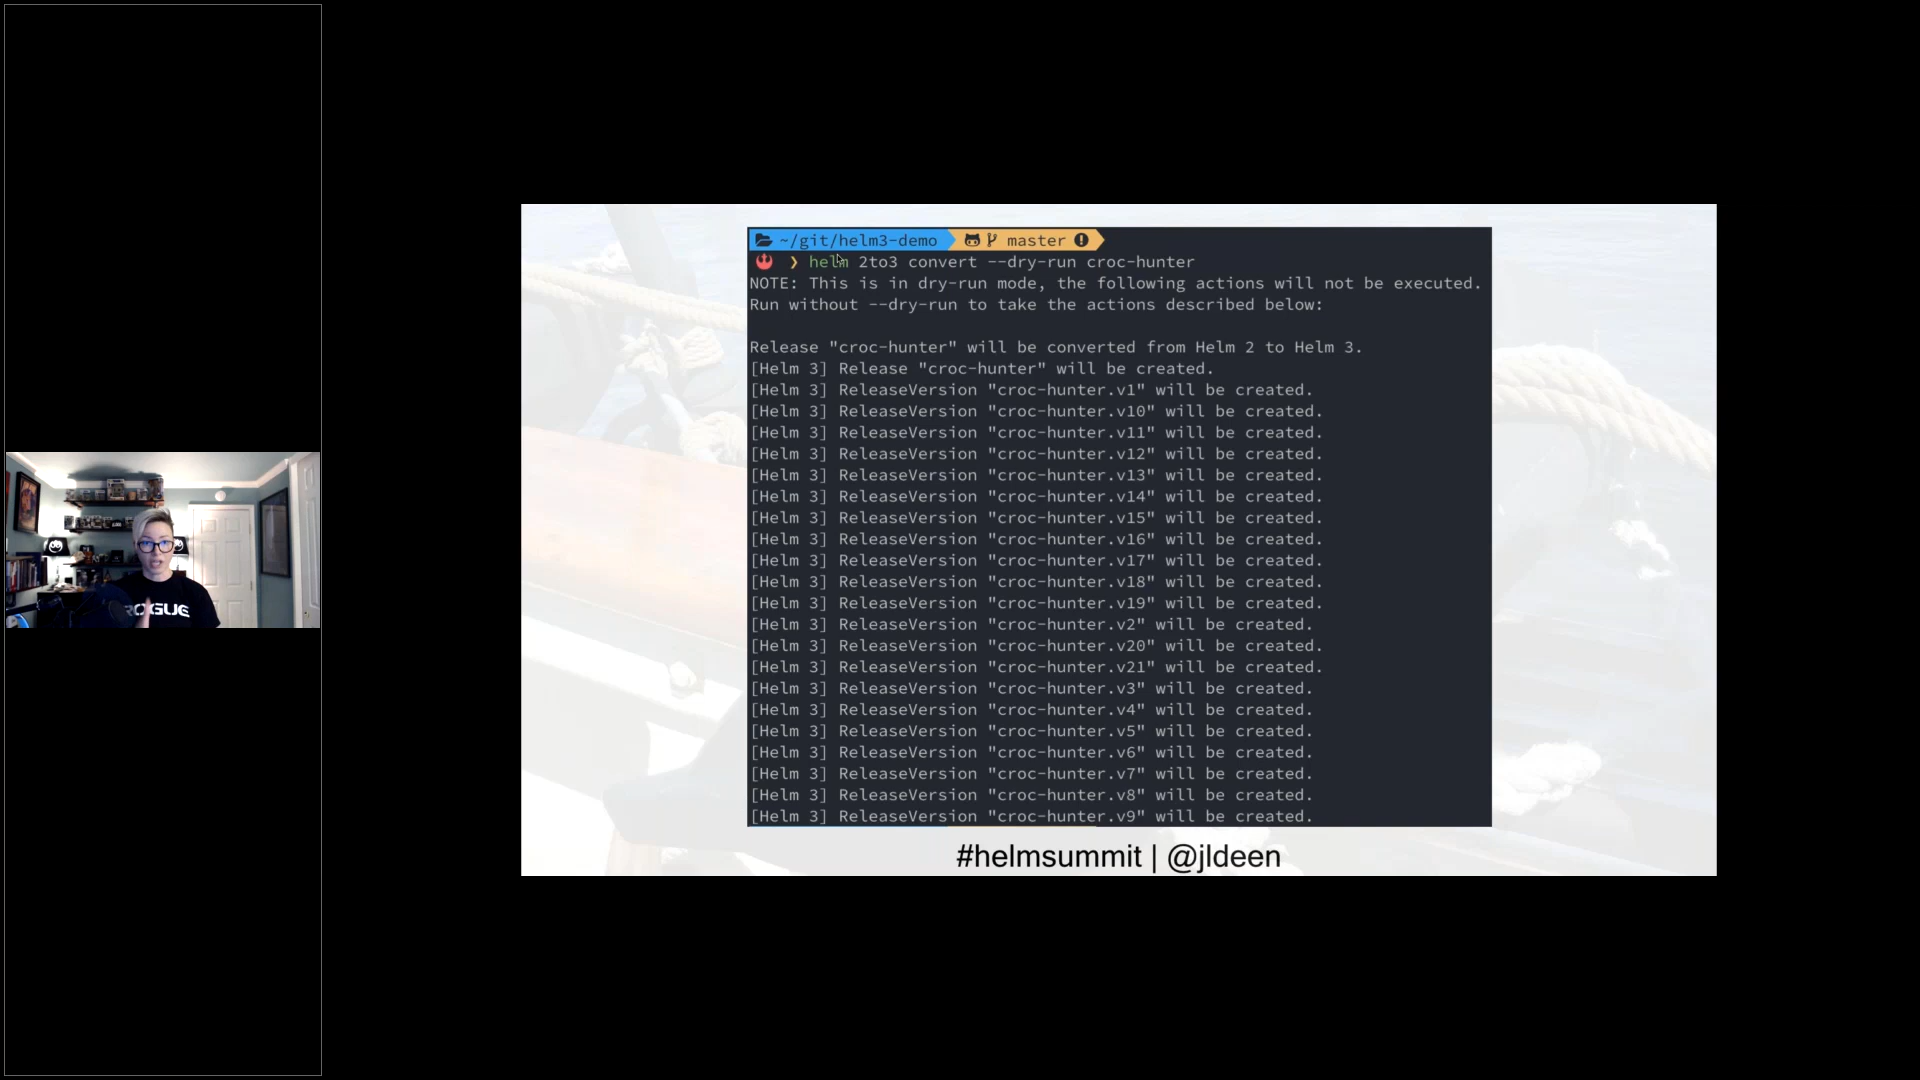 ~/git/helm3-demo master
❯ helm 2to3 convert --dry-run croc-hunter
NOTE: This is in dry-run mode, the following actions will not be executed.
Run without --dry-run to take the actions described below:
Release "croc-hunter" will be converted from Helm 2 to Helm 3.
[Helm 3] Release "croc-hunter" will be created.
[Helm 3] ReleaseVersion "croc-hunter.v1" will be created.
[Helm 3] ReleaseVersion "croc-hunter.v10" will be created.
[Helm 3] ReleaseVersion "croc-hunter.v11" will be created.
[Helm 3] ReleaseVersion "croc-hunter.v12" will be created.
[Helm 3] ReleaseVersion "croc-hunter.v13" will be created.
[Helm 3] ReleaseVersion "croc-hunter.v14" will be created.
[Helm 3] ReleaseVersion "croc-hunter.v15" will be created.
[Helm 3] ReleaseVersion "croc-hunter.v16" will be created.
[Helm 3] ReleaseVersion "croc-hunter.v17" will be created.
[Helm 3] ReleaseVersion "croc-hunter.v18" will be created.
[Helm 3] ReleaseVersion "croc-hunter.v19" will be created.
[Helm 3] ReleaseVersion "croc-hunter.v2" will be created.
[Helm 3] ReleaseVersion "croc-hunter.v20" will be created.
[Helm 3] ReleaseVersion "croc-hunter.v21" will be created.
[Helm 3] ReleaseVersion "croc-hunter.v3" will be created.
[Helm 3] ReleaseVersion "croc-hunter.v4" will be created.
[Helm 3] ReleaseVersion "croc-hunter.v5" will be created.
[Helm 3] ReleaseVersion "croc-hunter.v6" will be created.
[Helm 3] ReleaseVersion "croc-hunter.v7" will be created.
[Helm 3] ReleaseVersion "croc-hunter.v8" will be created.
[Helm 3] ReleaseVersion "croc-hunter.v9" will be created.
#helmsummit | @jldeen
ROGUE